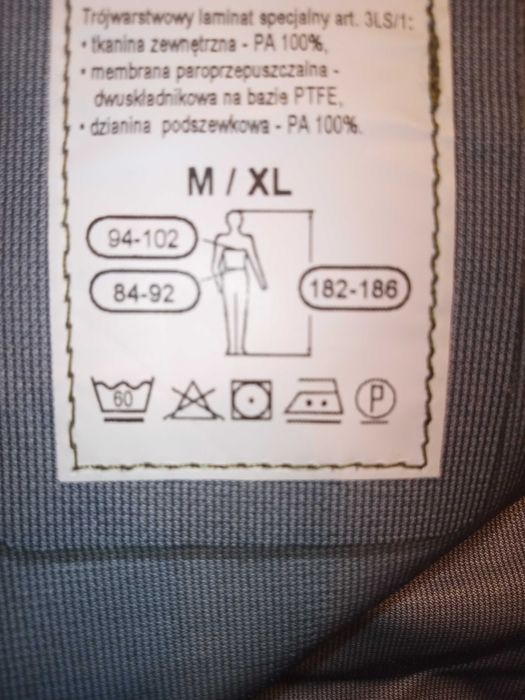 Trójwarstwowy laminat specjalny art. 3LS/1:
• tkanina zewnętrzna - PA 100%,
• membrana paroprzepuszczalna -
dwuskładnikowa na bazie PTFE,
• dzianina podszewkowa - PA 100%.
M / XL
94-102
84-92
182-186
60
P